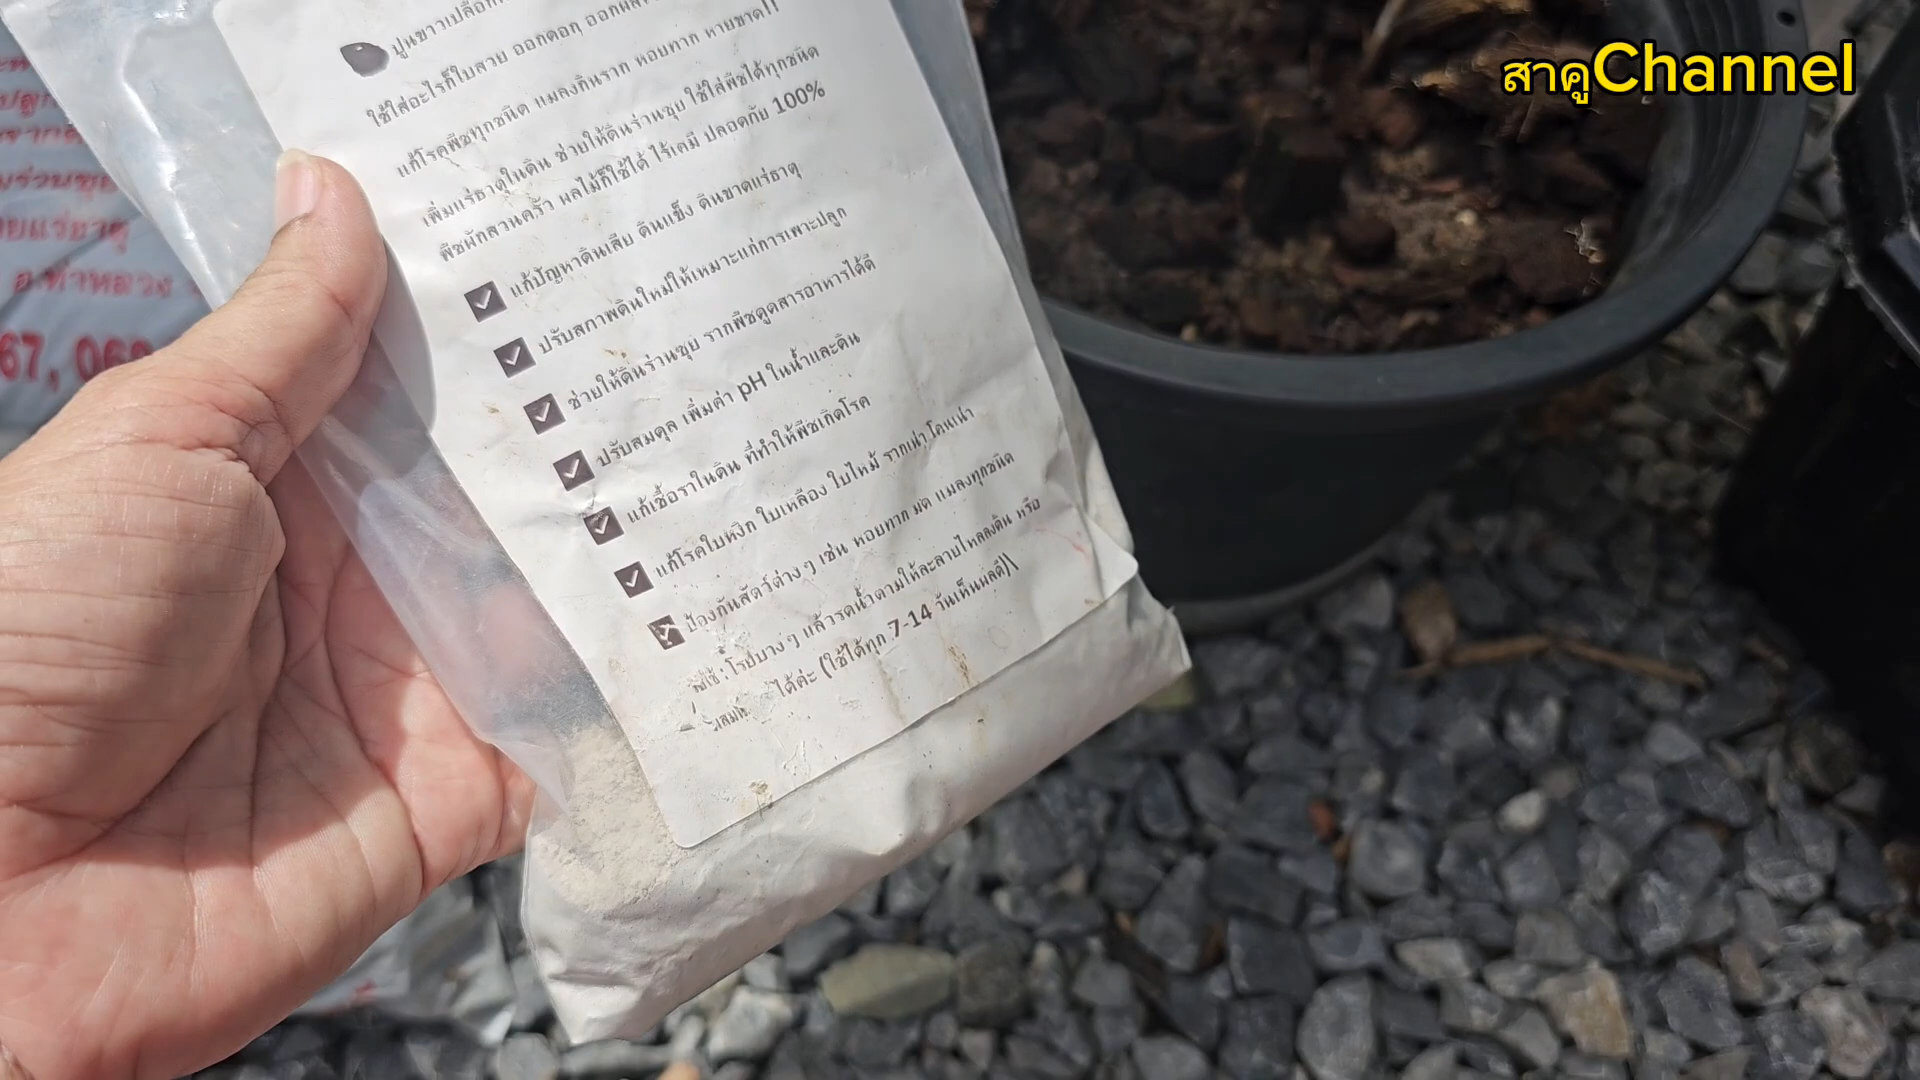 สาคูChannel
ปูนขาวเปลือก
ใช้ใส่อะไรก็ใบสวย ออกดอก ออกผล
แก้โรคพืชทุกชนิด แมลงกินราก หอยทาก หายขาด!!
เพิ่มแร่ธาตุในดิน ช่วยให้ดินร่วนซุย ใช้ใส่พืชได้ทุกชนิด
พืชผักสวนครัว ผลไม้ก็ใช้ได้ ไร้เคมี ปลอดภัย 100%
แก้ปัญหาดินเสีย ดินแข็ง ดินขาดแร่ธาตุ
ปรับสภาพดินใหม่ให้เหมาะแก่การเพาะปลูก
ช่วยให้ดินร่วนซุย รากพืชดูดสารอาหารได้ดี
ปรับสมดุล เพิ่มค่า pH ในน้ำและดิน
แก้เชื้อราในดิน ที่ทำให้พืชเกิดโรค
แก้โรคใบหงิก ใบเหลือง ใบไหม้ รากเน่า โคนเน่า
ป้องกันสัตว์ต่างๆ เช่น หอยทาก มด แมลงทุกชนิด
โรยบางๆ แล้วรดน้ำตามให้ละลายไหลลงดิน หรือ
ได้ค่ะ (ใช้ได้ทุก 7-14 วันเห็นผลดี)
อ.ท่าหลวง
67, 06